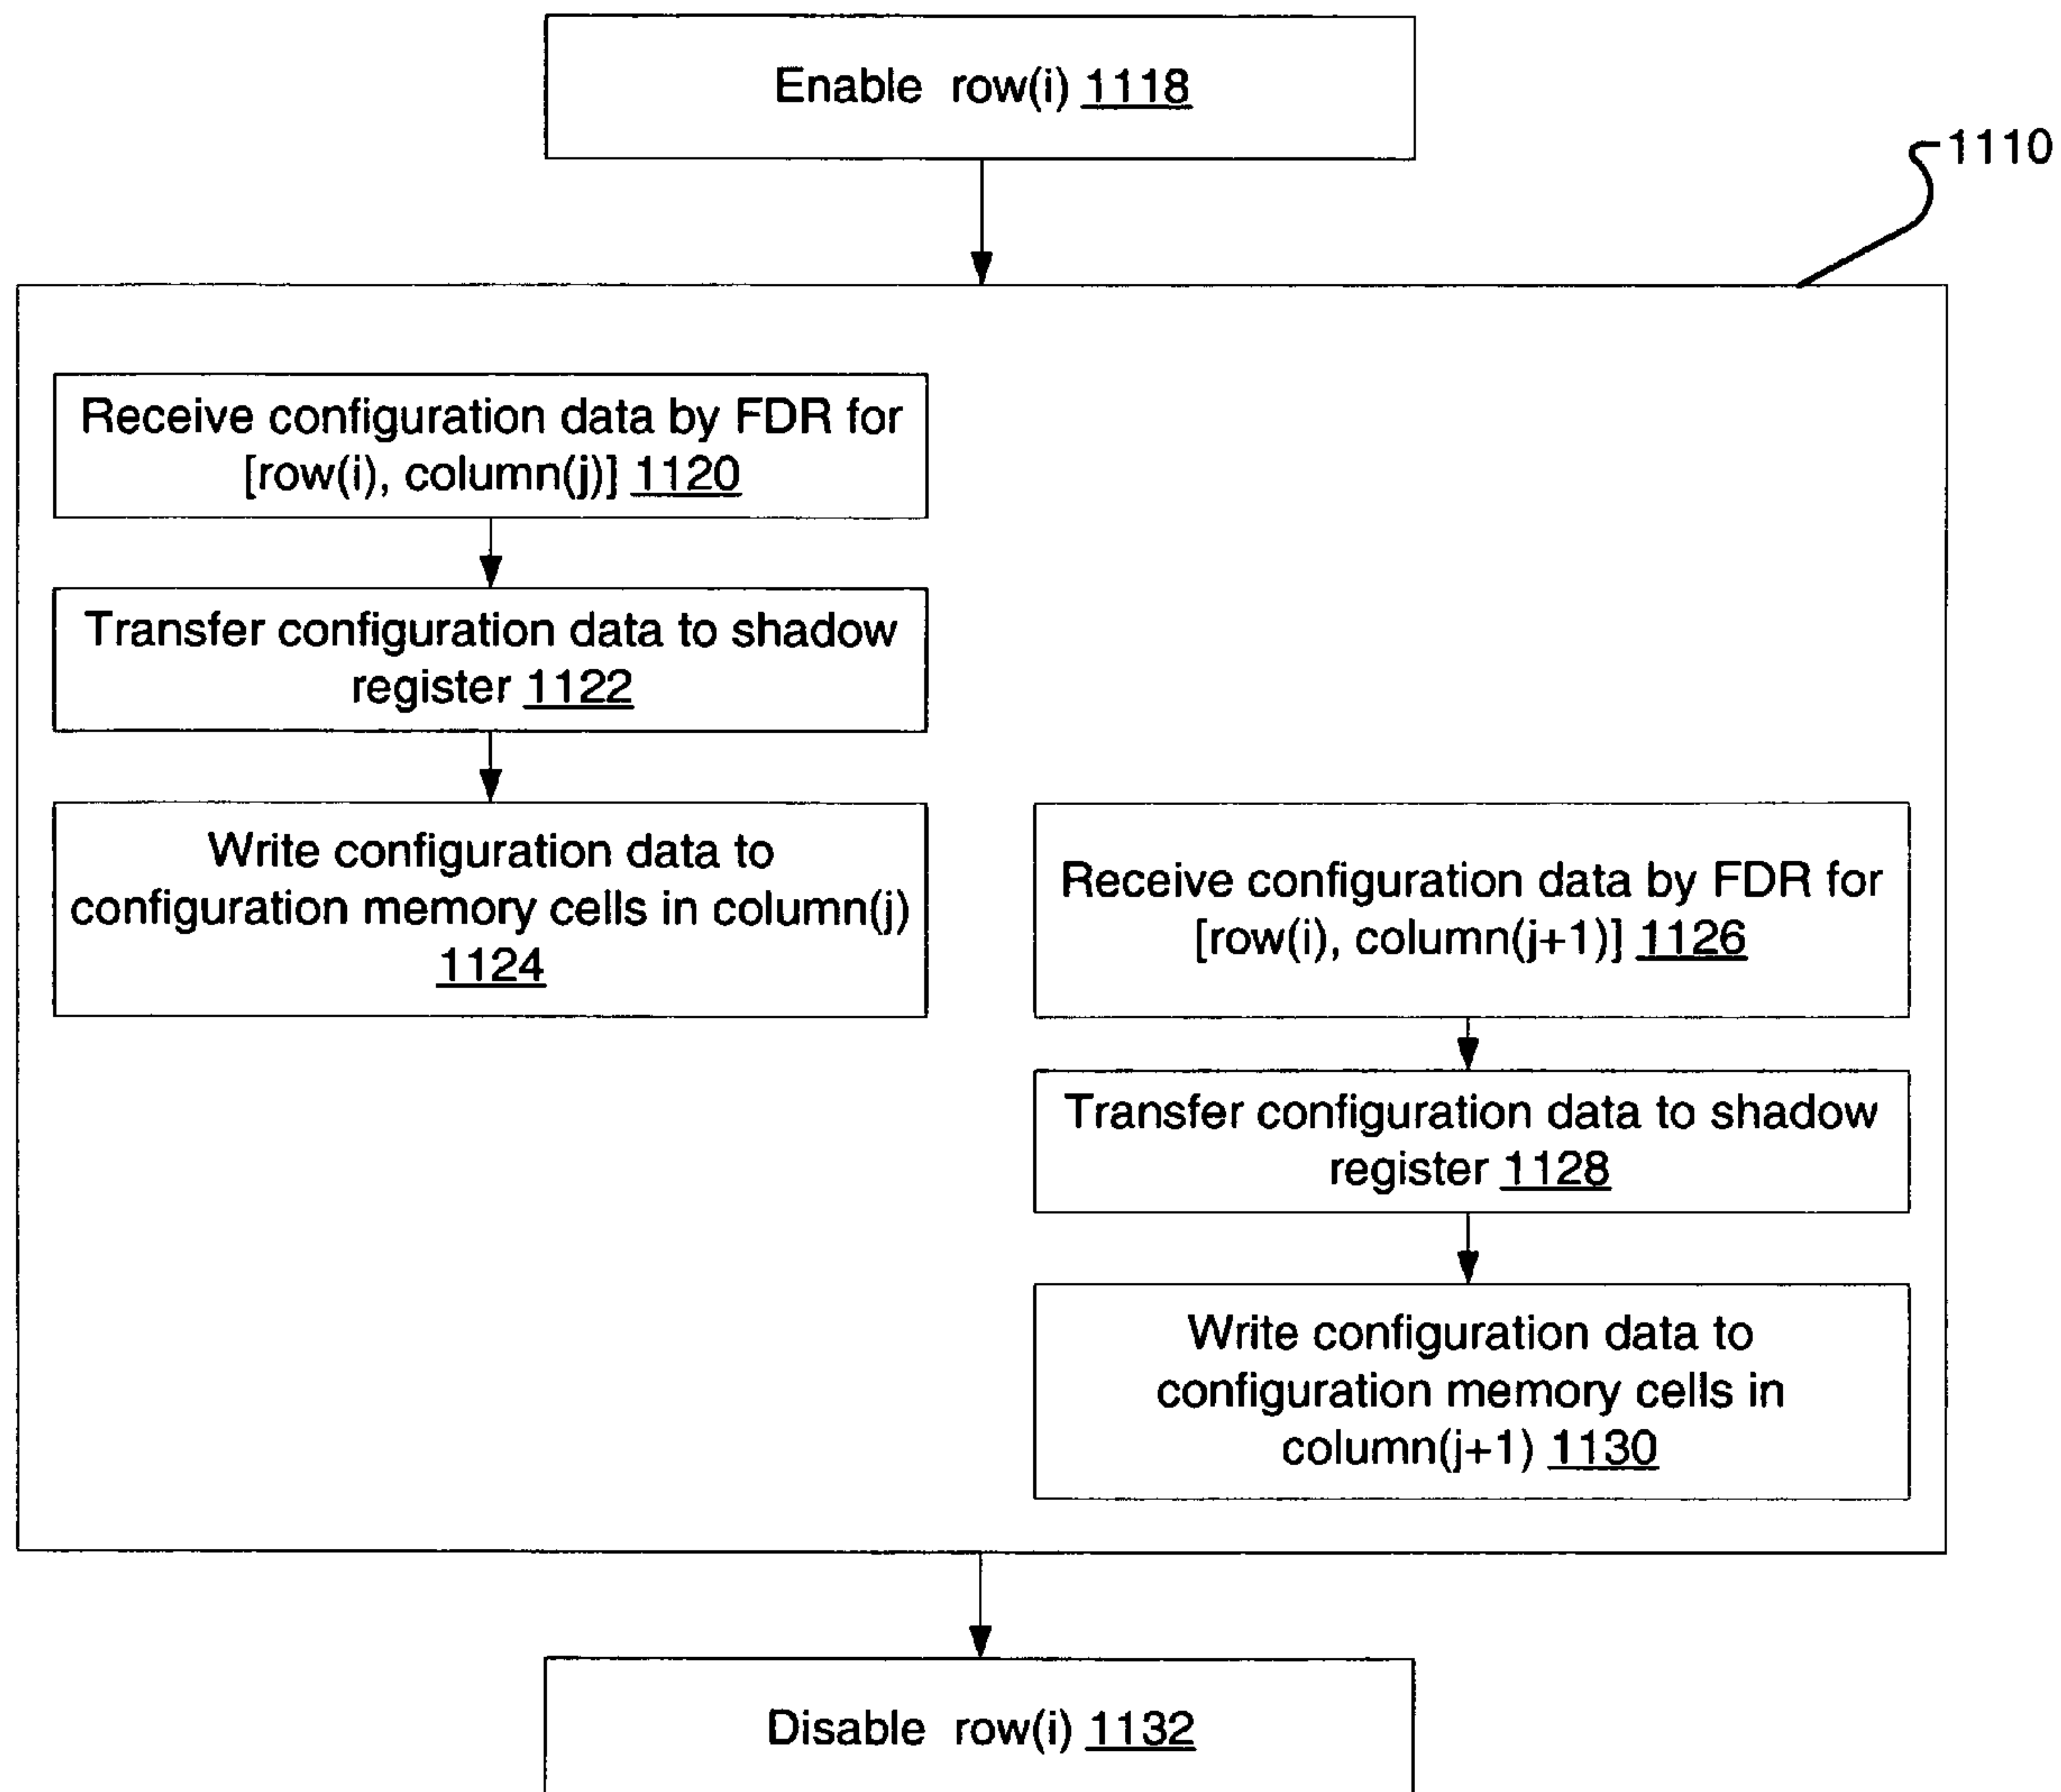 Enable row(i) 1118
1110
Receive configuration data by FDR for
[row(i), column(j)] 1120
Transfer configuration data to shadow
register 1122
Write configuration data to
configuration memory cells in column(j)
1124
Receive configuration data by FDR for
[row(i), column(j+1)] 1126
Transfer configuration data to shadow
register 1128
Write configuration data to
configuration memory cells in
column(j+1) 1130
Disable row(i) 1132